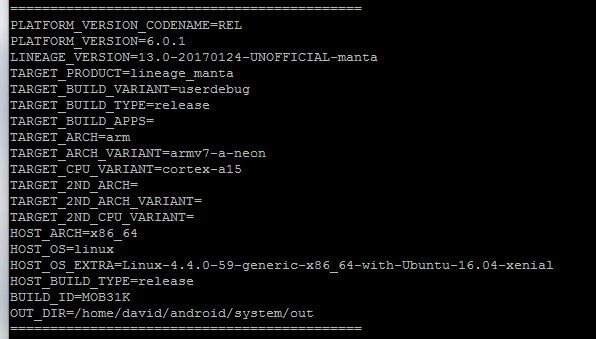 ============================================
PLATFORM_VERSION_CODENAME=REL
PLATFORM_VERSION=6.0.1
LINEAGE_VERSION=13.0-20170124-UNOFFICIAL-manta
TARGET_PRODUCT=lineage_manta
TARGET_BUILD_VARIANT=userdebug
TARGET_BUILD_TYPE=release
TARGET_BUILD_APPS=
TARGET_ARCH=arm
TARGET_ARCH_VARIANT=armv7-a-neon
TARGET_CPU_VARIANT=cortex-a15
TARGET_2ND_ARCH=
TARGET_2ND_ARCH_VARIANT=
TARGET_2ND_CPU_VARIANT=
HOST_ARCH=x86_64
HOST_OS=linux
HOST_OS_EXTRA=Linux-4.4.0-59-generic-x86_64-with-Ubuntu-16.04-xenial
HOST_BUILD_TYPE=release
BUILD_ID=MOB31K
OUT_DIR=/home/david/android/system/out
============================================